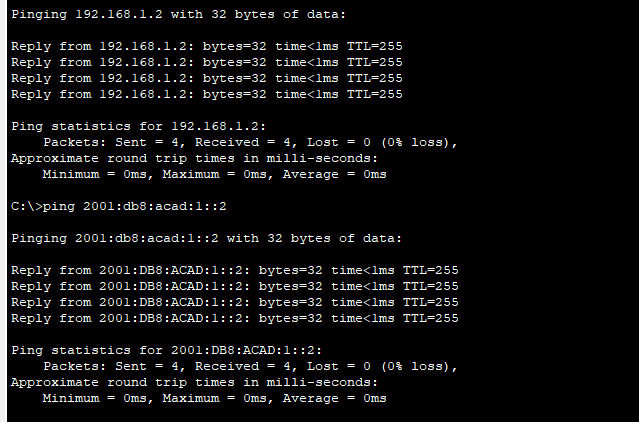 Pinging 192.168.1.2 with 32 bytes of data:
Reply from 192.168.1.2: bytes=32 time<1ms TTL=255
Reply from 192.168.1.2: bytes=32 time<1ms TTL=255
Reply from 192.168.1.2: bytes=32 time<1ms TTL=255
Reply from 192.168.1.2: bytes=32 time<1ms TTL=255
Ping statistics for 192.168.1.2:
    Packets: Sent = 4, Received = 4, Lost = 0 (0% loss),
Approximate round trip times in milli-seconds:
    Minimum = 0ms, Maximum = 0ms, Average = 0ms
C:\>ping 2001:db8:acad:1::2
Pinging 2001:db8:acad:1::2 with 32 bytes of data:
Reply from 2001:DB8:ACAD:1::2: bytes=32 time<1ms TTL=255
Reply from 2001:DB8:ACAD:1::2: bytes=32 time<1ms TTL=255
Reply from 2001:DB8:ACAD:1::2: bytes=32 time<1ms TTL=255
Reply from 2001:DB8:ACAD:1::2: bytes=32 time<1ms TTL=255
Ping statistics for 2001:DB8:ACAD:1::2:
    Packets: Sent = 4, Received = 4, Lost = 0 (0% loss),
Approximate round trip times in milli-seconds:
    Minimum = 0ms, Maximum = 0ms, Average = 0ms